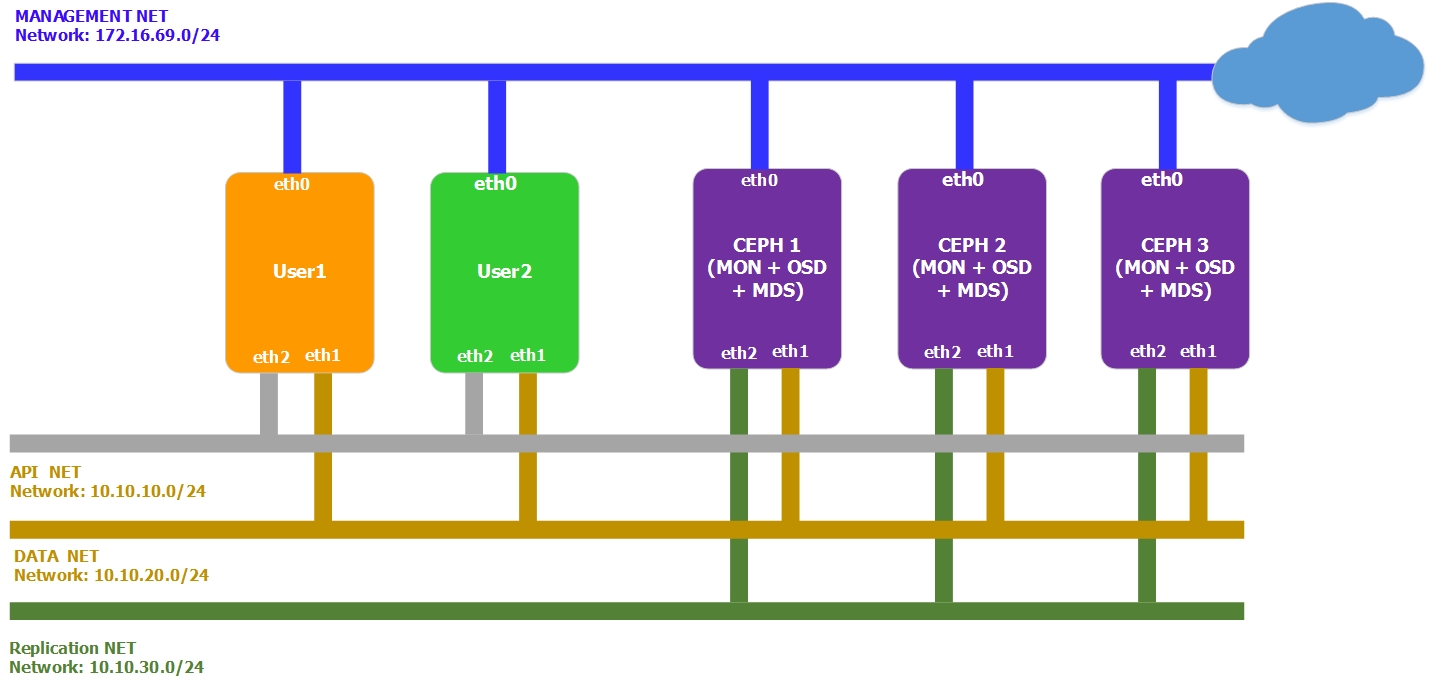 MANAGEMENT NET
Network: 172.16.69.0/24
eth0
eth0
eth0
eth0
eth0
User1
User2
CEPH 1
(MON + OSD
+ MDS)
CEPH 2
(MON + OSD
+ MDS)
CEPH 3
(MON + OSD
+ MDS)
eth2 eth1
eth2 eth1
eth2 eth1
eth2 eth1
eth2 eth1
API NET
Network: 10.10.10.0/24
DATA NET
Network: 10.10.20.0/24
Replication NET
Network: 10.10.30.0/24